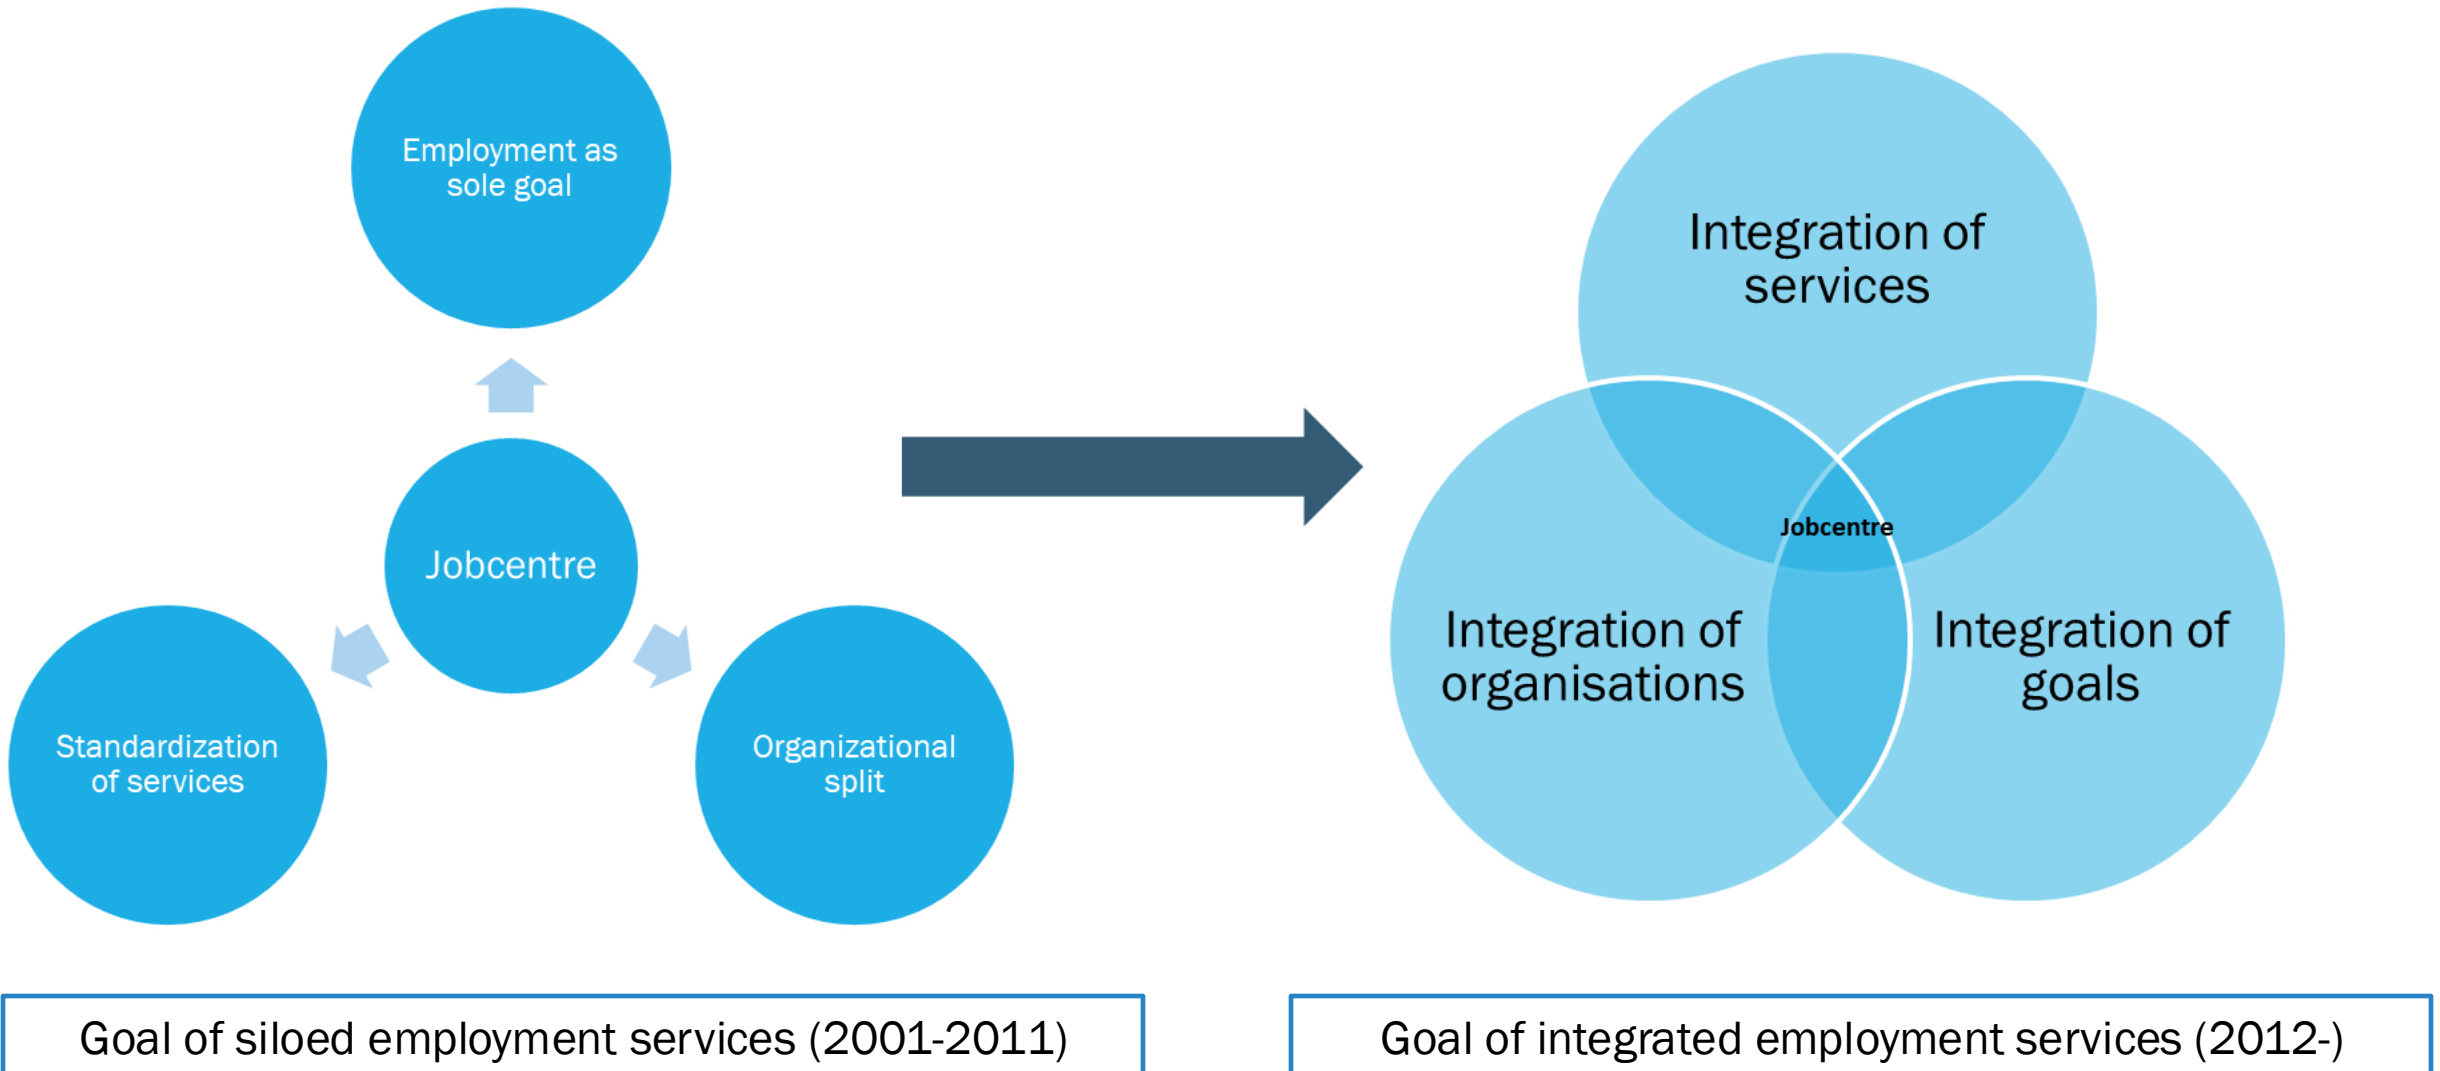 Employment as
sole goal
Jobcentre
Standardization
of services
Organizational
split
Integration of
services
Jobcentre
Integration of
organisations
Integration of
goals
Goal of siloed employment services (2001-2011)
Goal of integrated employment services (2012-)